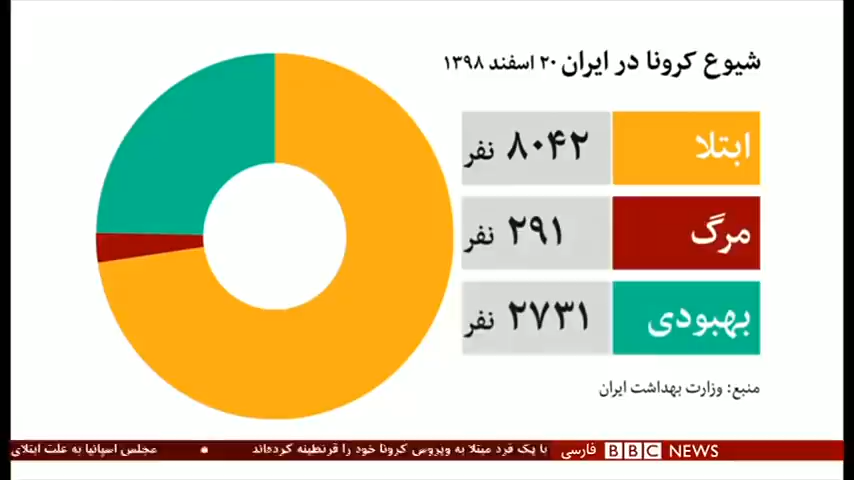 شیوع کرونا در ایران ۲۰ اسفند ۱۳۹۸
ابتلا ۸۰۴۲ نفر
مرگ ۲۹۱ نفر
بهبودی ۲۷۳۱ نفر
منبع: وزارت بهداشت ایران
BBC NEWS فارسی
با یک فرد مبتلا به ویروس کرونا خود را قرنطینه کرده‌اند • مجلس اسپانیا به علت ابتلای